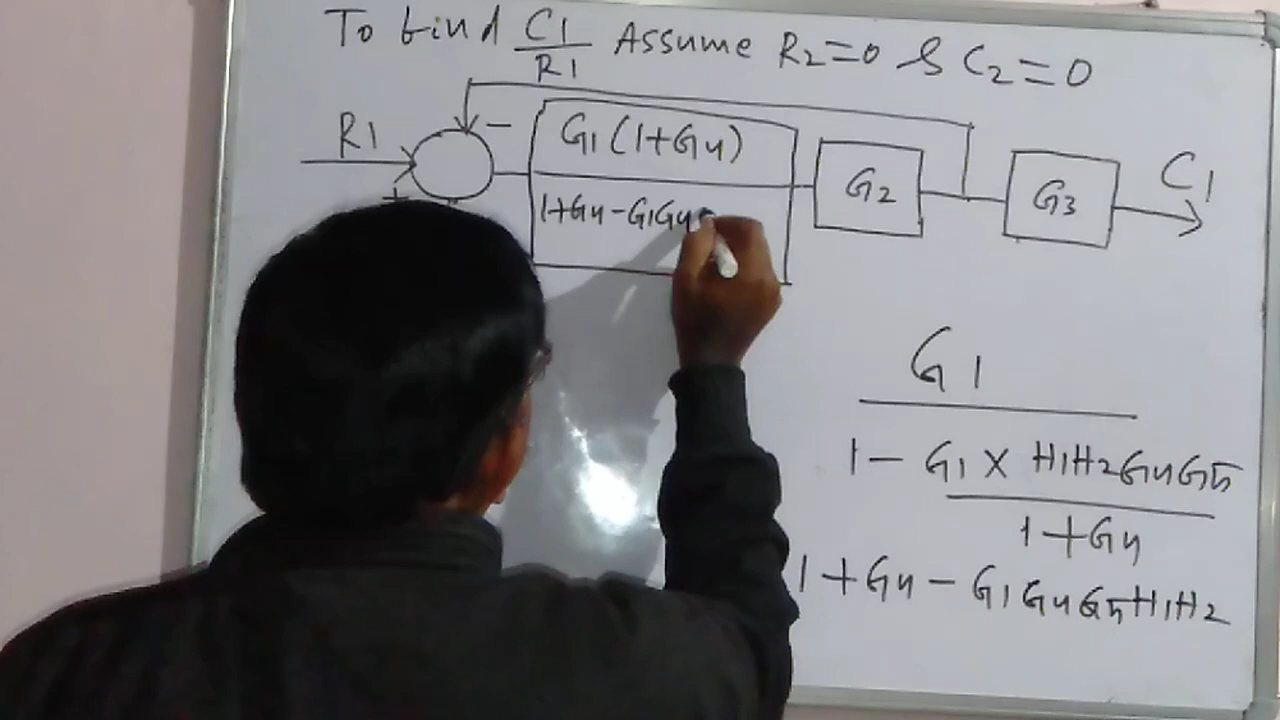 To find C1/R1 Assume R2=0 & C2=0
R1
+
−
G1(1+G4)
1+G4-G1G4
G2
G3
C1
G1
1- G1 X H1H2G4G5
1+G4
1+G4-G1G4G5H1H2